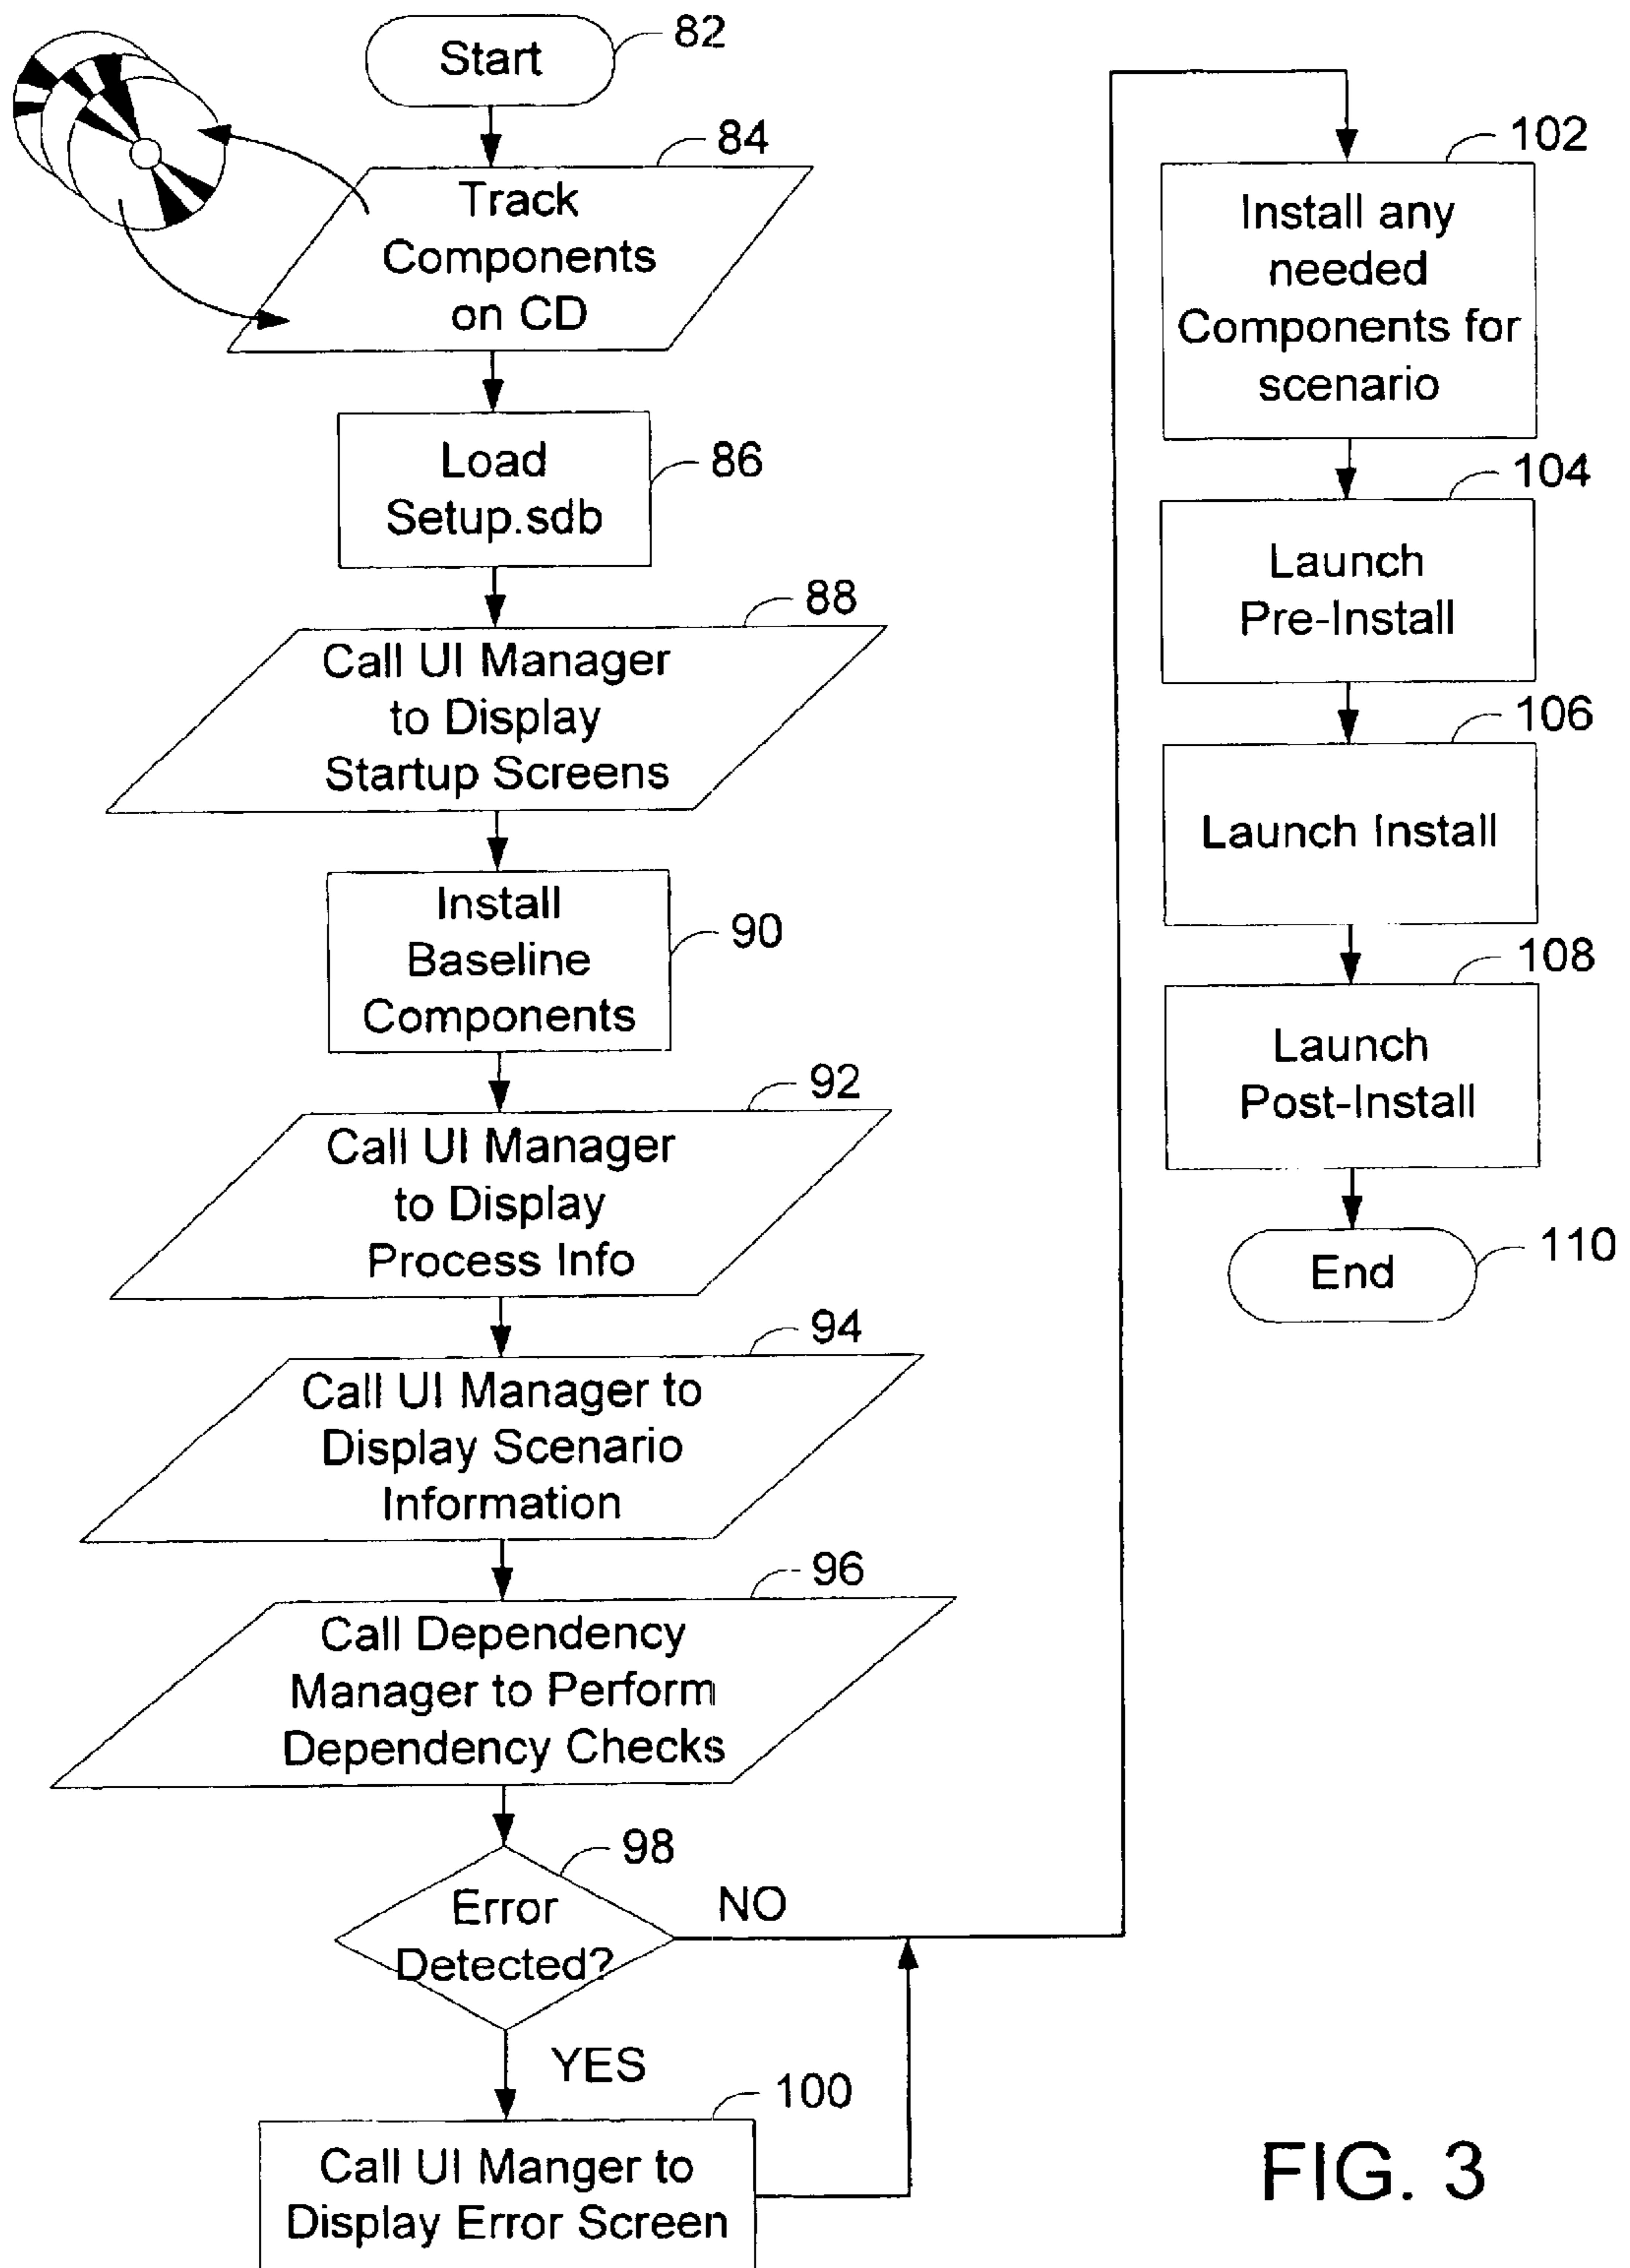 Start
82
84
Track
Components
on CD
Load
Setup.sdb
86
88
Call UI Manager
to Display
Startup Screens
Install
Baseline
Components
90
92
Call UI Manager
to Display
Process Info
94
Call UI Manager to
Display Scenario
Information
96
Call Dependency
Manager to Perform
Dependency Checks
98
Error
Detected?
NO
YES
100
Call UI Manger to
Display Error Screen
102
Install any
needed
Components for
scenario
104
Launch
Pre-Install
106
Launch Install
108
Launch
Post-Install
End
110
FIG. 3